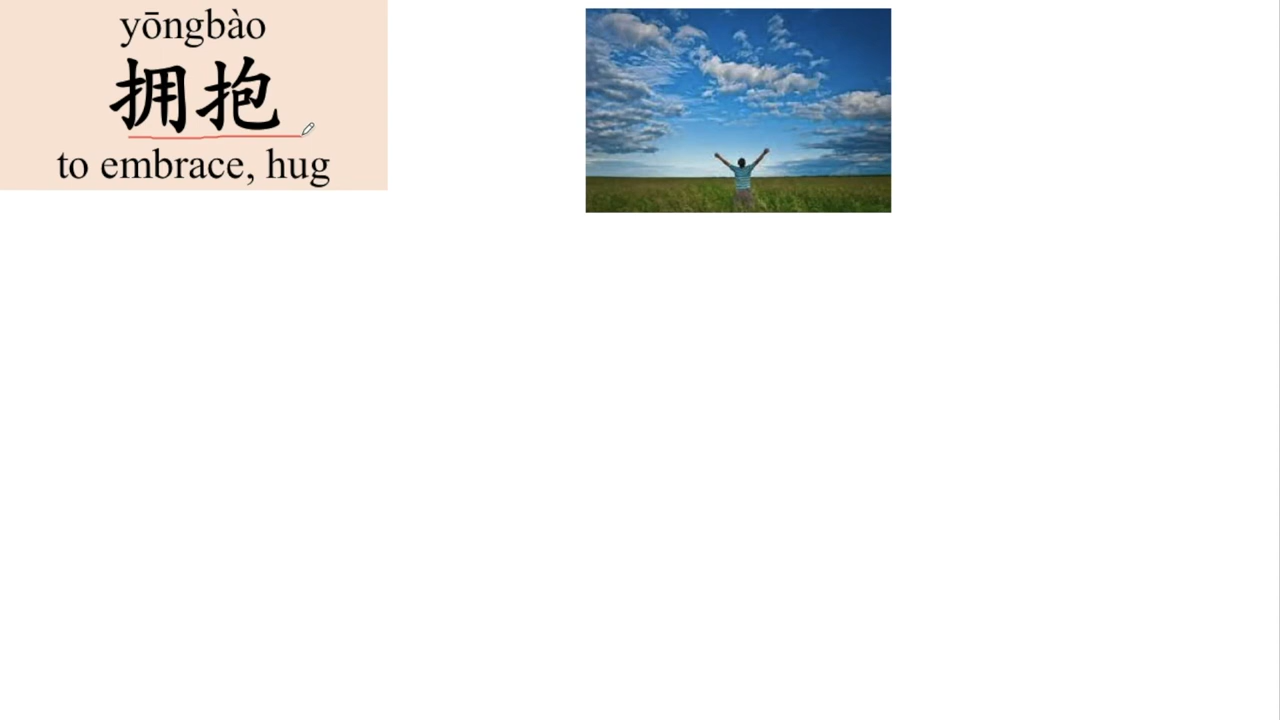 yōngbào
拥抱
to embrace, hug